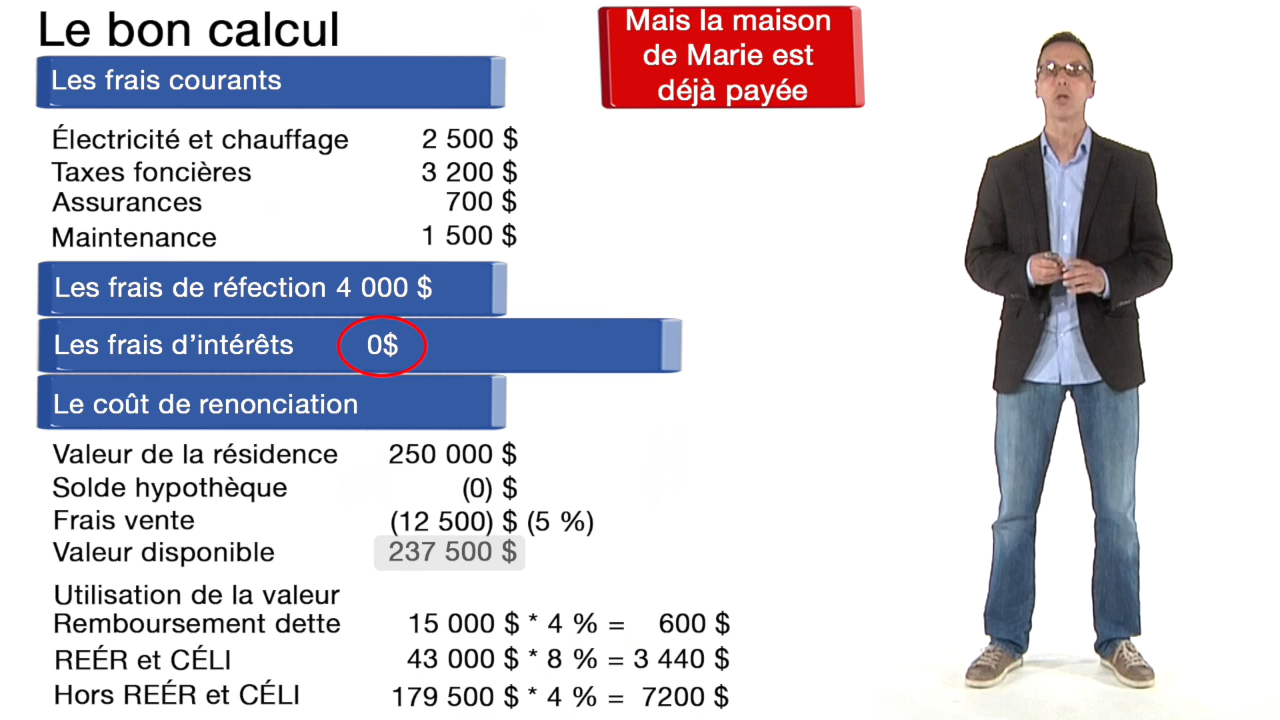 Le bon calcul
Mais la maison
de Marie est
déjà payée
Les frais courants
Électricité et chauffage 2 500 $
Taxes foncières 3 200 $
Assurances 700 $
Maintenance 1 500 $
Les frais de réfection 4 000 $
Les frais d'intérêts 0$
Le coût de renonciation
Valeur de la résidence 250 000 $
Solde hypothèque (0) $
Frais vente (12 500) $ (5 %)
Valeur disponible 237 500 $
Utilisation de la valeur
Remboursement dette 15 000 $ * 4 % = 600 $
REÉR et CÉLI 43 000 $ * 8 % = 3 440 $
Hors REÉR et CÉLI 179 500 $ * 4 % = 7200 $